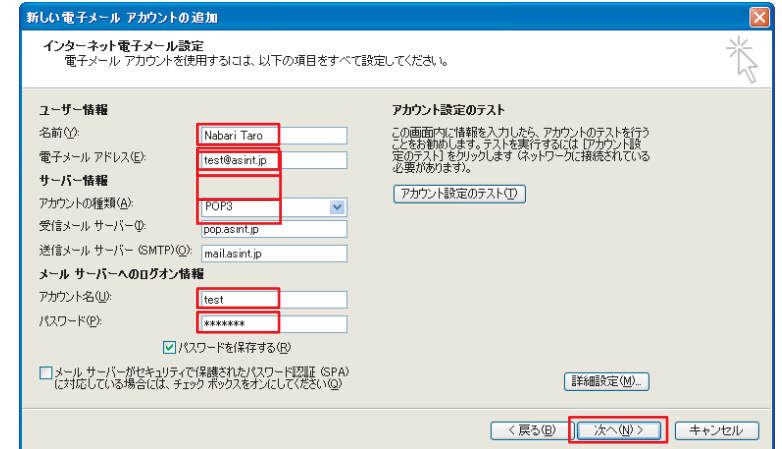 新しい電子メール アカウントの追加
インターネット電子メール設定
電子メール アカウントを使用するには、以下の項目をすべて設定してください。
ユーザー情報
名前(Y):
Nabari Taro
電子メール アドレス(E):
test@asint.jp
サーバー情報
アカウントの種類(A):
POP3
受信メール サーバー(I):
pop.asint.jp
送信メール サーバー (SMTP)(O):
mail.asint.jp
メール サーバーへのログオン情報
アカウント名(U):
test
パスワード(P):
*******
パスワードを保存する(R)
メール サーバーがセキュリティで保護されたパスワード認証 (SPA)
に対応している場合には、チェック ボックスをオンにしてください(Q)
アカウント設定のテスト
この画面内に情報を入力したら、アカウントのテストを行う
ことをお勧めします。テストを実行するには [アカウント設
定のテスト] をクリックします (ネットワークに接続されている
必要があります)。
アカウント設定のテスト(T)
詳細設定(M)...
< 戻る(B)
次へ(N) >
キャンセル